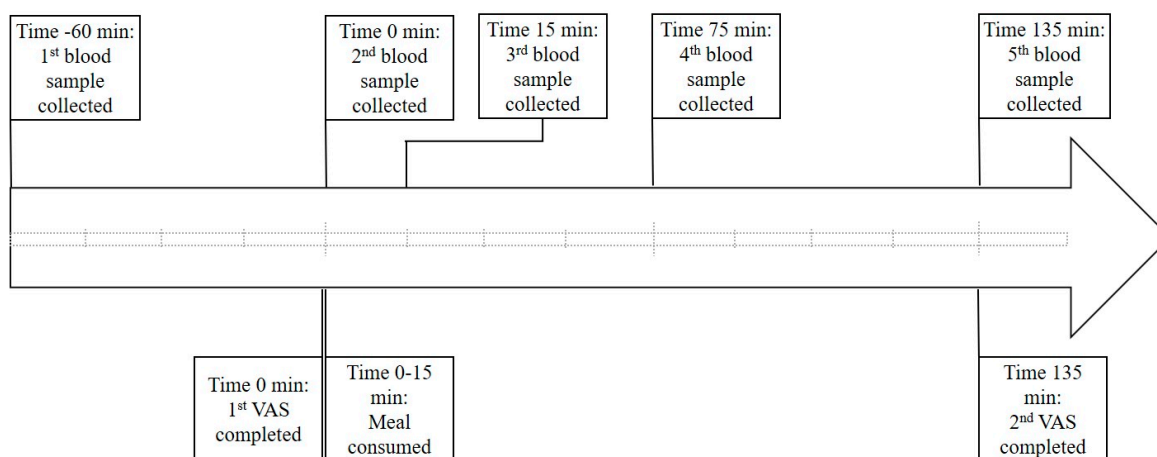 Time -60 min:
1st blood
sample
collected
Time 0 min:
2nd blood
sample
collected
Time 15 min:
3rd blood
sample
collected
Time 75 min:
4th blood
sample
collected
Time 135 min:
5th blood
sample
collected
Time 0 min:
1st VAS
completed
Time 0-15
min:
Meal
consumed
Time 135
min:
2nd VAS
completed